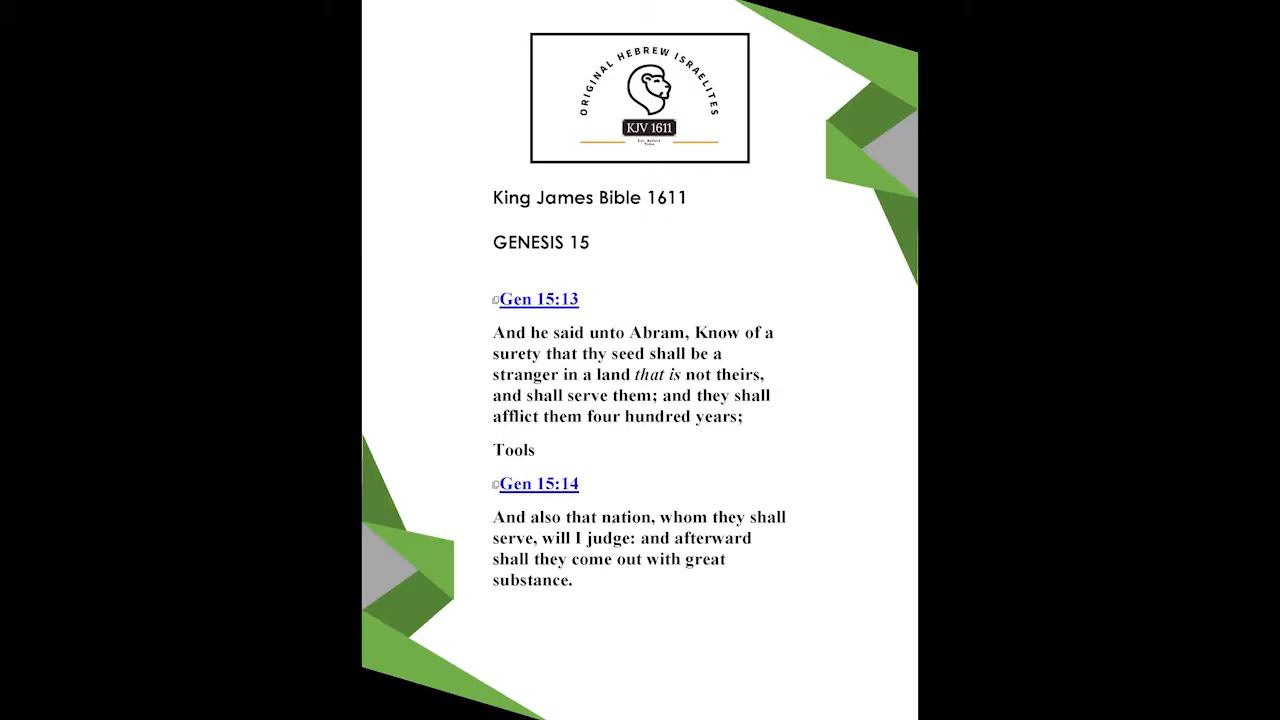 ORIGINAL HEBREW ISRAELITES
KJV 1611
Est. Before
Time
King James Bible 1611
GENESIS 15
Gen 15:13
And he said unto Abram, Know of a
surety that thy seed shall be a
stranger in a land that is not theirs,
and shall serve them; and they shall
afflict them four hundred years;
Tools
Gen 15:14
And also that nation, whom they shall
serve, will I judge: and afterward
shall they come out with great
substance.